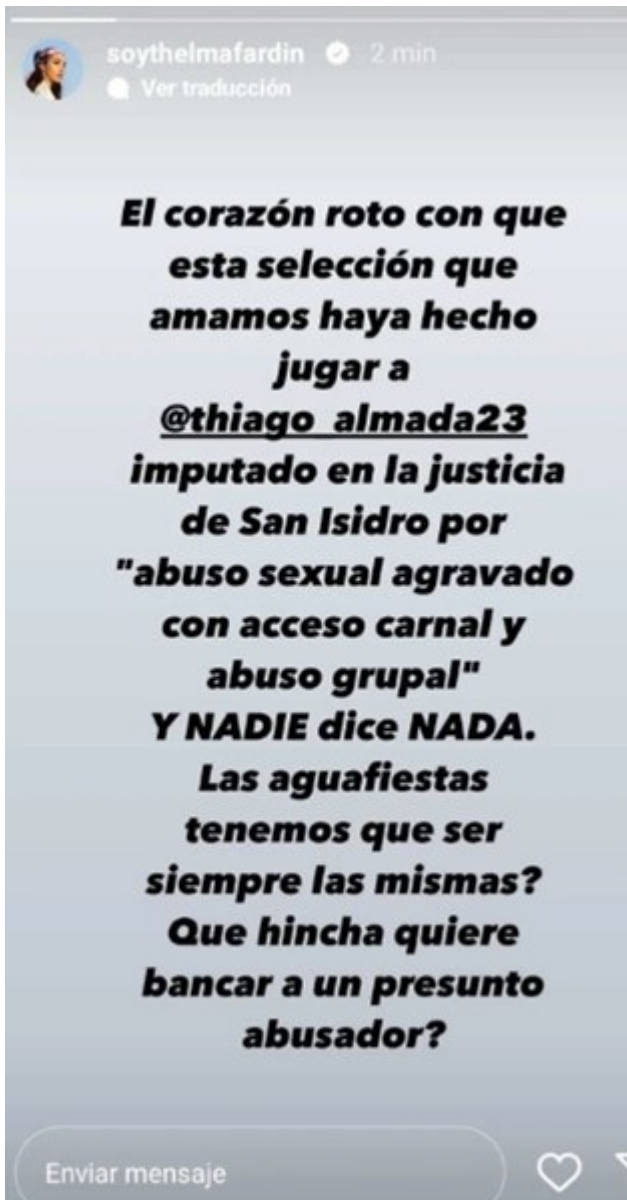 soythelmafardin 2 min
Ver traducción
El corazón roto con que
esta selección que
amamos haya hecho
jugar a
@thiago_almada23
imputado en la justicia
de San Isidro por
"abuso sexual agravado
con acceso carnal y
abuso grupal"
Y NADIE dice NADA.
Las aguafiestas
tenemos que ser
siempre las mismas?
Que hincha quiere
bancar a un presunto
abusador?
Enviar mensaje